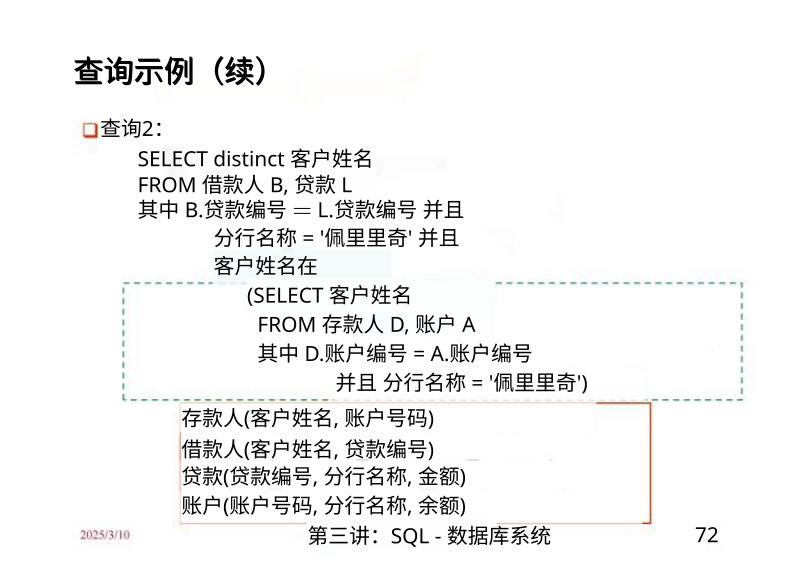 查询示例（续）
查询2：
SELECT distinct 客户姓名
FROM 借款人 B, 贷款 L
其中 B.贷款编号 ＝ L.贷款编号 并且
分行名称 = '佩里里奇' 并且
客户姓名在
(SELECT 客户姓名
FROM 存款人 D, 账户 A
其中 D.账户编号 = A.账户编号
并且 分行名称 = '佩里里奇')
存款人(客户姓名, 账户号码)
借款人(客户姓名, 贷款编号)
贷款(贷款编号, 分行名称, 金额)
账户(账户号码, 分行名称, 余额)
2025/3/10
第三讲：SQL - 数据库系统
72